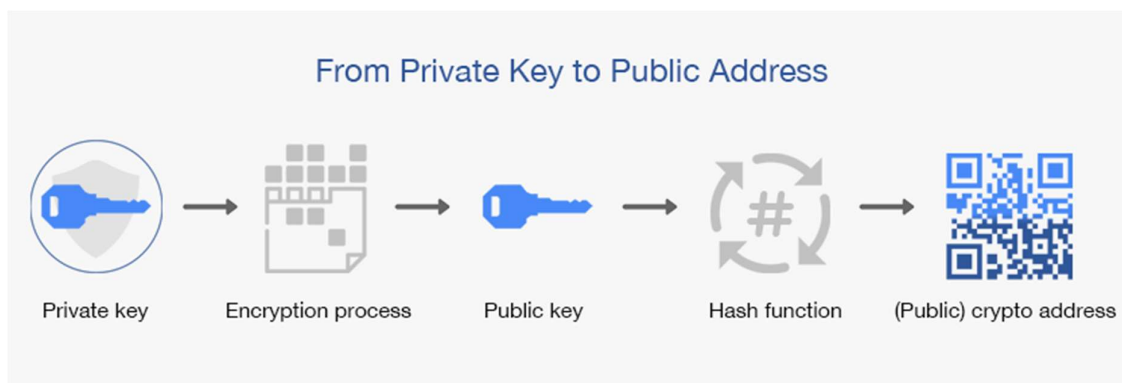 From Private Key to Public Address
Private key
Encryption process
Public key
#
Hash function
(Public) crypto address